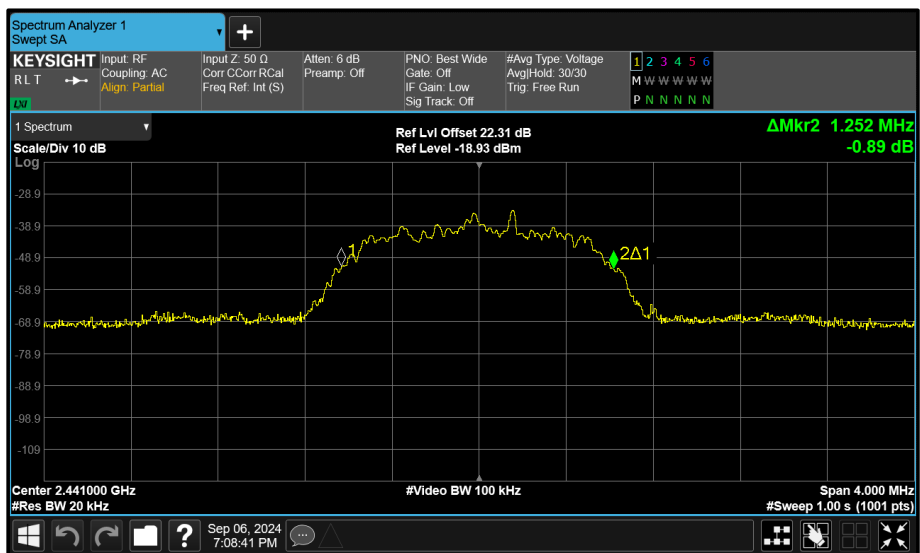 Spectrum Analyzer 1
Swept SA
+
KEYSIGHT
R L T
LXI
Input: RF
Coupling: AC
Align: Partial
Input Z: 50 Ω
Corr CCorr RCal
Freq Ref: Int (S)
Atten: 6 dB
Preamp: Off
PNO: Best Wide
Gate: Off
IF Gain: Low
Sig Track: Off
#Avg Type: Voltage
Avg|Hold: 30/30
Trig: Free Run
1 2 3 4 5 6
M W W W W W
P N N N N N
1 Spectrum
Scale/Div 10 dB
Log
Ref Lvl Offset 22.31 dB
Ref Level -18.93 dBm
ΔMkr2 1.252 MHz
-0.89 dB
-28.9
-38.9
-48.9
-58.9
-68.9
-78.9
-88.9
-98.9
-109
1
2Δ1
Center 2.441000 GHz
#Res BW 20 kHz
#Video BW 100 kHz
Span 4.000 MHz
#Sweep 1.00 s (1001 pts)
?
Sep 06, 2024
7:08:41 PM